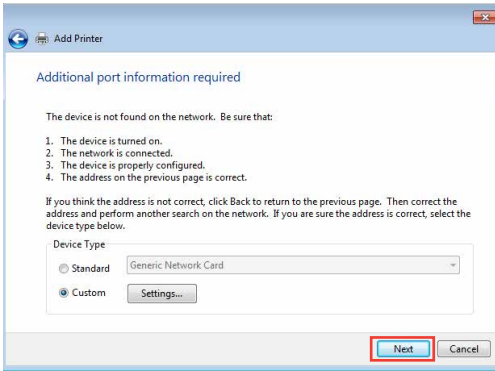 Add Printer
Additional port information required
The device is not found on the network. Be sure that:
1. The device is turned on.
2. The network is connected.
3. The device is properly configured.
4. The address on the previous page is correct.
If you think the address is not correct, click Back to return to the previous page. Then correct the
address and perform another search on the network. If you are sure the address is correct, select the
device type below.
Device Type
Standard Generic Network Card
Custom Settings...
Next Cancel